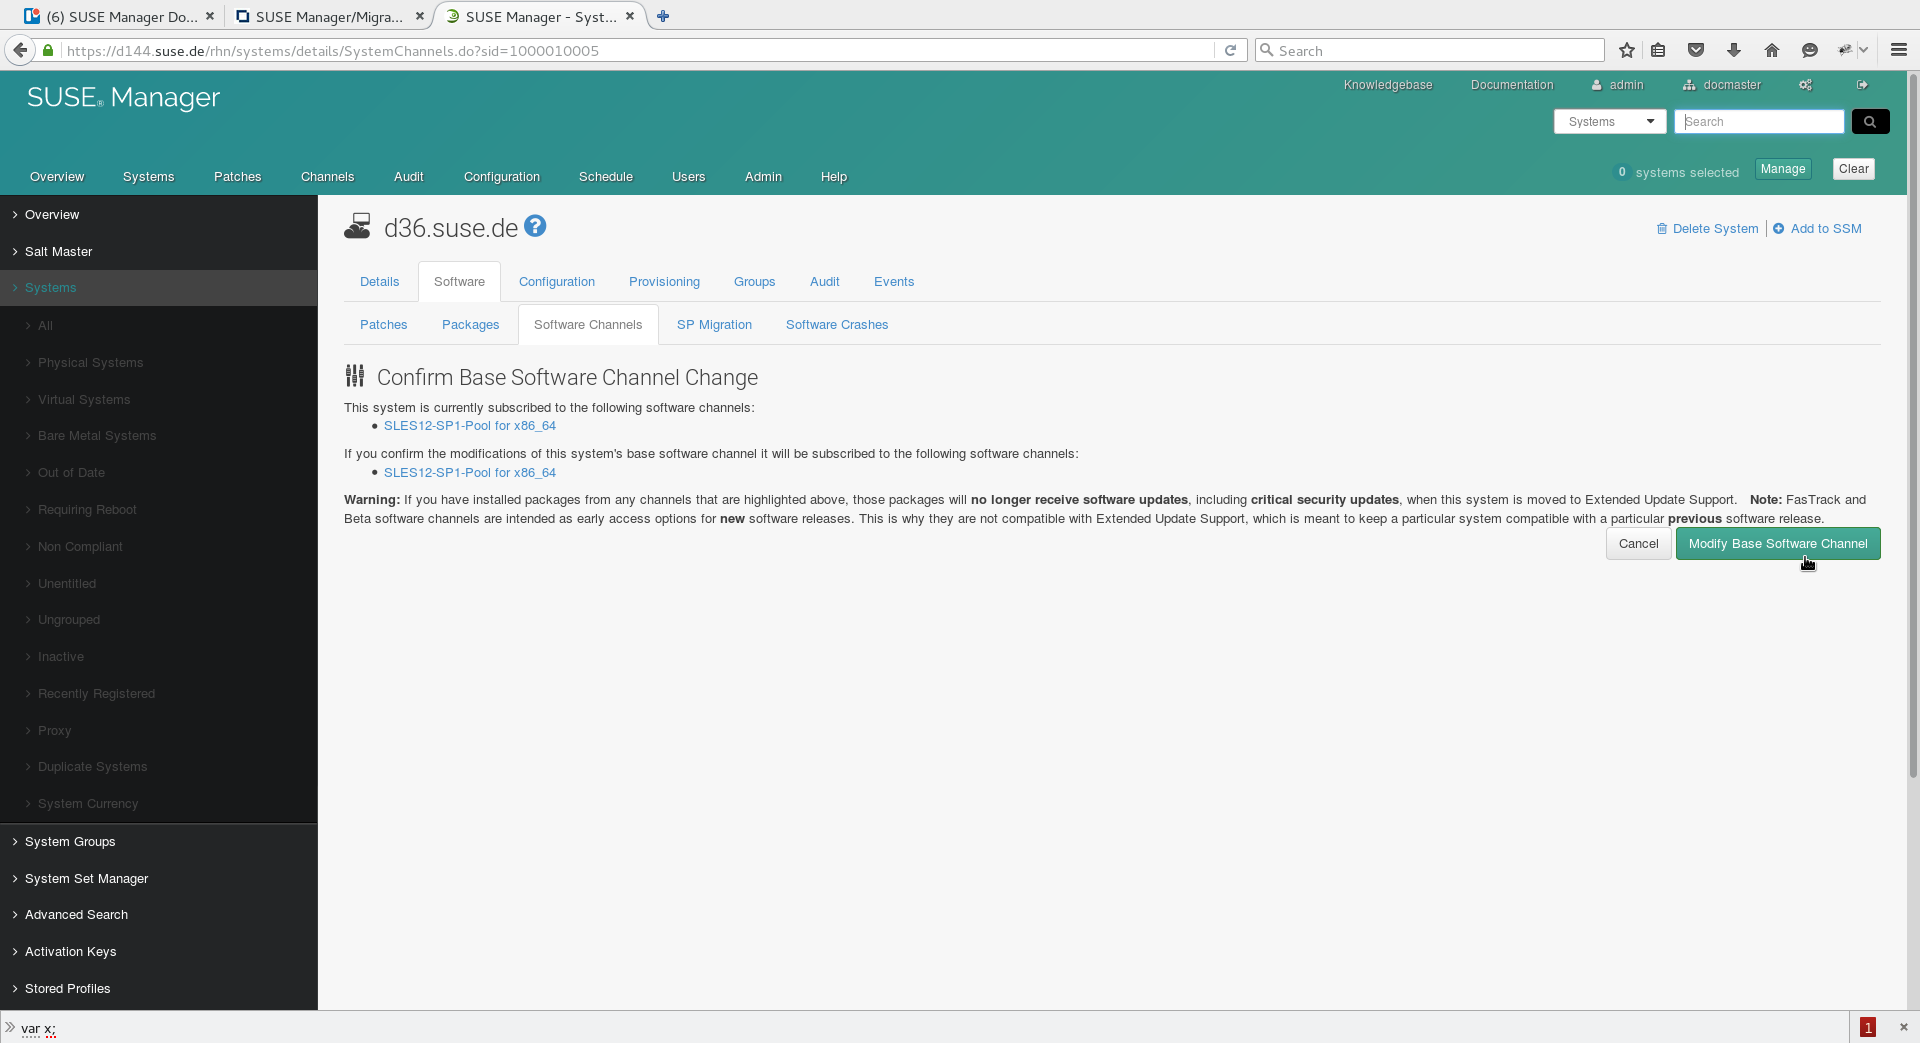 (6) SUSE Manager Do...
SUSE Manager/Migra...
SUSE Manager - Syst...
https://d144.suse.de/rhn/systems/details/SystemChannels.do?sid=1000010005
Search
SUSE® Manager
Knowledgebase
Documentation
admin
docmaster
Systems
Search
Overview
Systems
Patches
Channels
Audit
Configuration
Schedule
Users
Admin
Help
0 systems selected
Manage
Clear
Overview
Salt Master
Systems
All
Physical Systems
Virtual Systems
Bare Metal Systems
Out of Date
Requiring Reboot
Non Compliant
Unentitled
Ungrouped
Inactive
Recently Registered
Proxy
Duplicate Systems
System Currency
System Groups
System Set Manager
Advanced Search
Activation Keys
Stored Profiles
d36.suse.de
?
Delete System
Add to SSM
Details
Software
Configuration
Provisioning
Groups
Audit
Events
Patches
Packages
Software Channels
SP Migration
Software Crashes
Confirm Base Software Channel Change
This system is currently subscribed to the following software channels:
• SLES12-SP1-Pool for x86_64
If you confirm the modifications of this system's base software channel it will be subscribed to the following software channels:
• SLES12-SP1-Pool for x86_64
Warning: If you have installed packages from any channels that are highlighted above, those packages will no longer receive software updates, including critical security updates, when this system is moved to Extended Update Support. Note: FasTrack and
Beta software channels are intended as early access options for new software releases. This is why they are not compatible with Extended Update Support, which is meant to keep a particular system compatible with a particular previous software release.
Cancel
Modify Base Software Channel
var x;
1